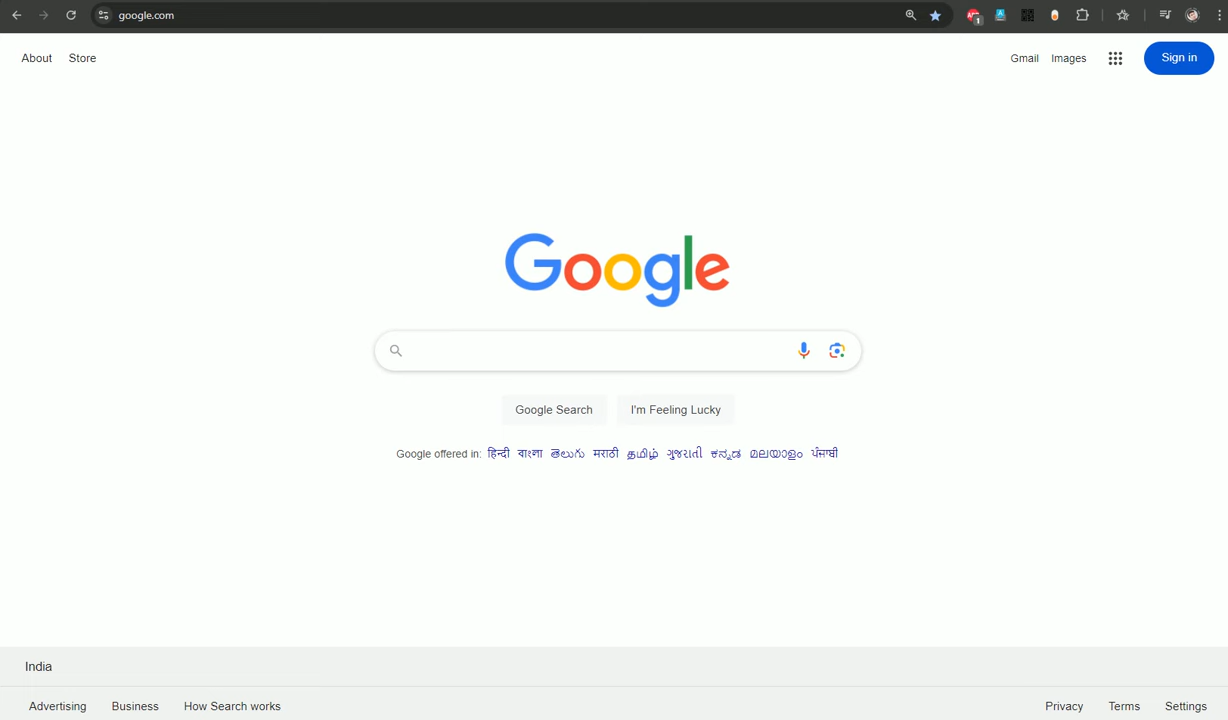 google.com
1
About Store Gmail Images Sign in
Google
Google Search I'm Feeling Lucky
Google offered in: हिन्दी বাংলা తెలుగు मराठी தமிழ் ગુજરાતી ಕನ್ನಡ മലയാളം ਪੰਜਾਬੀ
India
Advertising Business How Search works Privacy Terms Settings